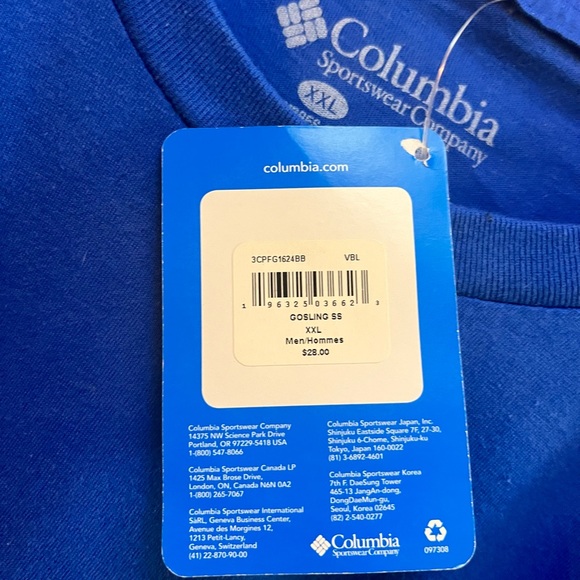 Columbia
Sportswear Company
XXL
columbia.com
3CPFG1624BB VBL
1 96325 03662 3
GOSLING SS
XXL
Men/Hommes
$28.00
Columbia Sportswear Company
14375 NW Science Park Drive
Portland, OR 97229-5418 USA
1-(800) 547-8066
Columbia Sportswear Canada LP
1425 Max Brose Drive,
London, ON, Canada N6N 0A2
1-(800) 265-7067
Columbia Sportswear International
SàRL, Geneva Business Center,
Avenue des Morgines 12,
1213 Petit-Lancy,
Geneva, Switzerland
(41) 22-870-90-00
Columbia Sportswear Japan, Inc.
Shinjuku Eastside Square 7F, 27-30,
Shinjuku 6-Chome, Shinjuku-ku
Tokyo, Japan 160-0022
(81) 3-6892-4601
Columbia Sportswear Korea
7th F. DaeSung Tower
465-13 JangAn-dong,
DongDaeMun-gu,
Seoul, Korea 02645
(82) 2-540-0277
Columbia
Sportswear Company
097308